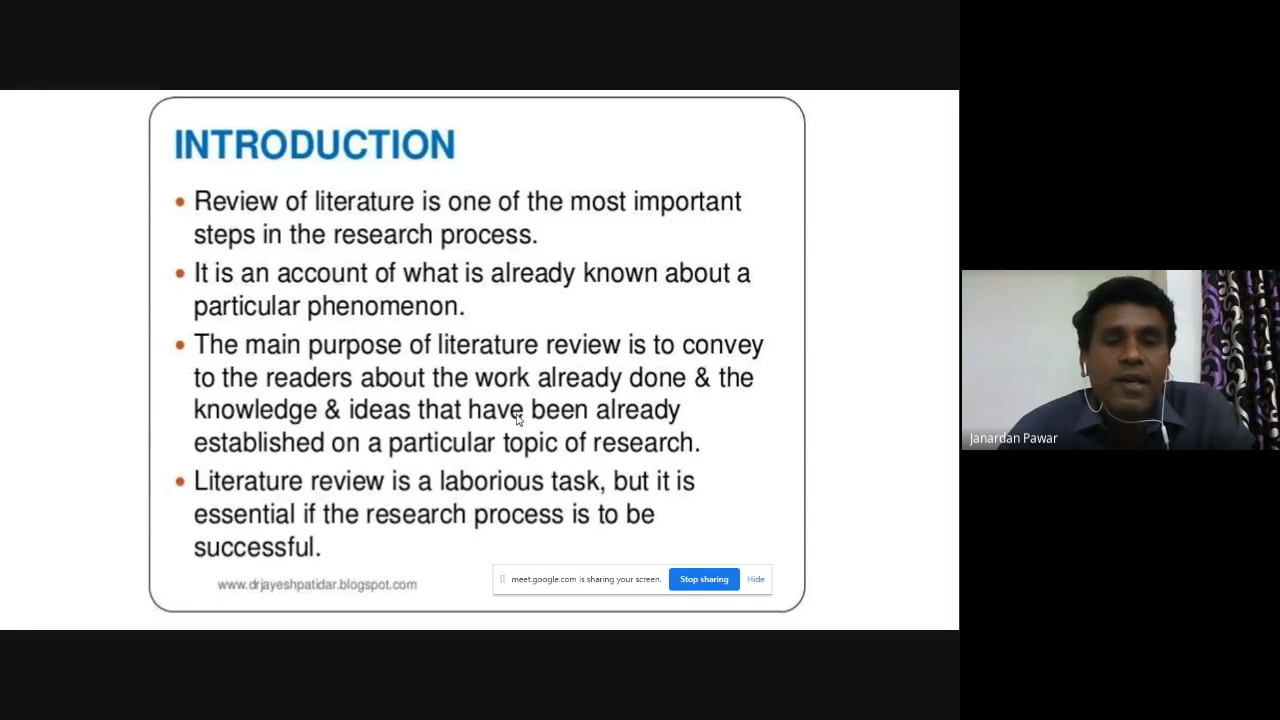 INTRODUCTION
• Review of literature is one of the most important
steps in the research process.
• It is an account of what is already known about a
particular phenomenon.
• The main purpose of literature review is to convey
to the readers about the work already done & the
knowledge & ideas that have been already
established on a particular topic of research.
• Literature review is a laborious task, but it is
essential if the research process is to be
successful.
www.drjayeshpatidar.blogspot.com
meet.google.com is sharing your screen.
Stop sharing
Hide
Janardan Pawar